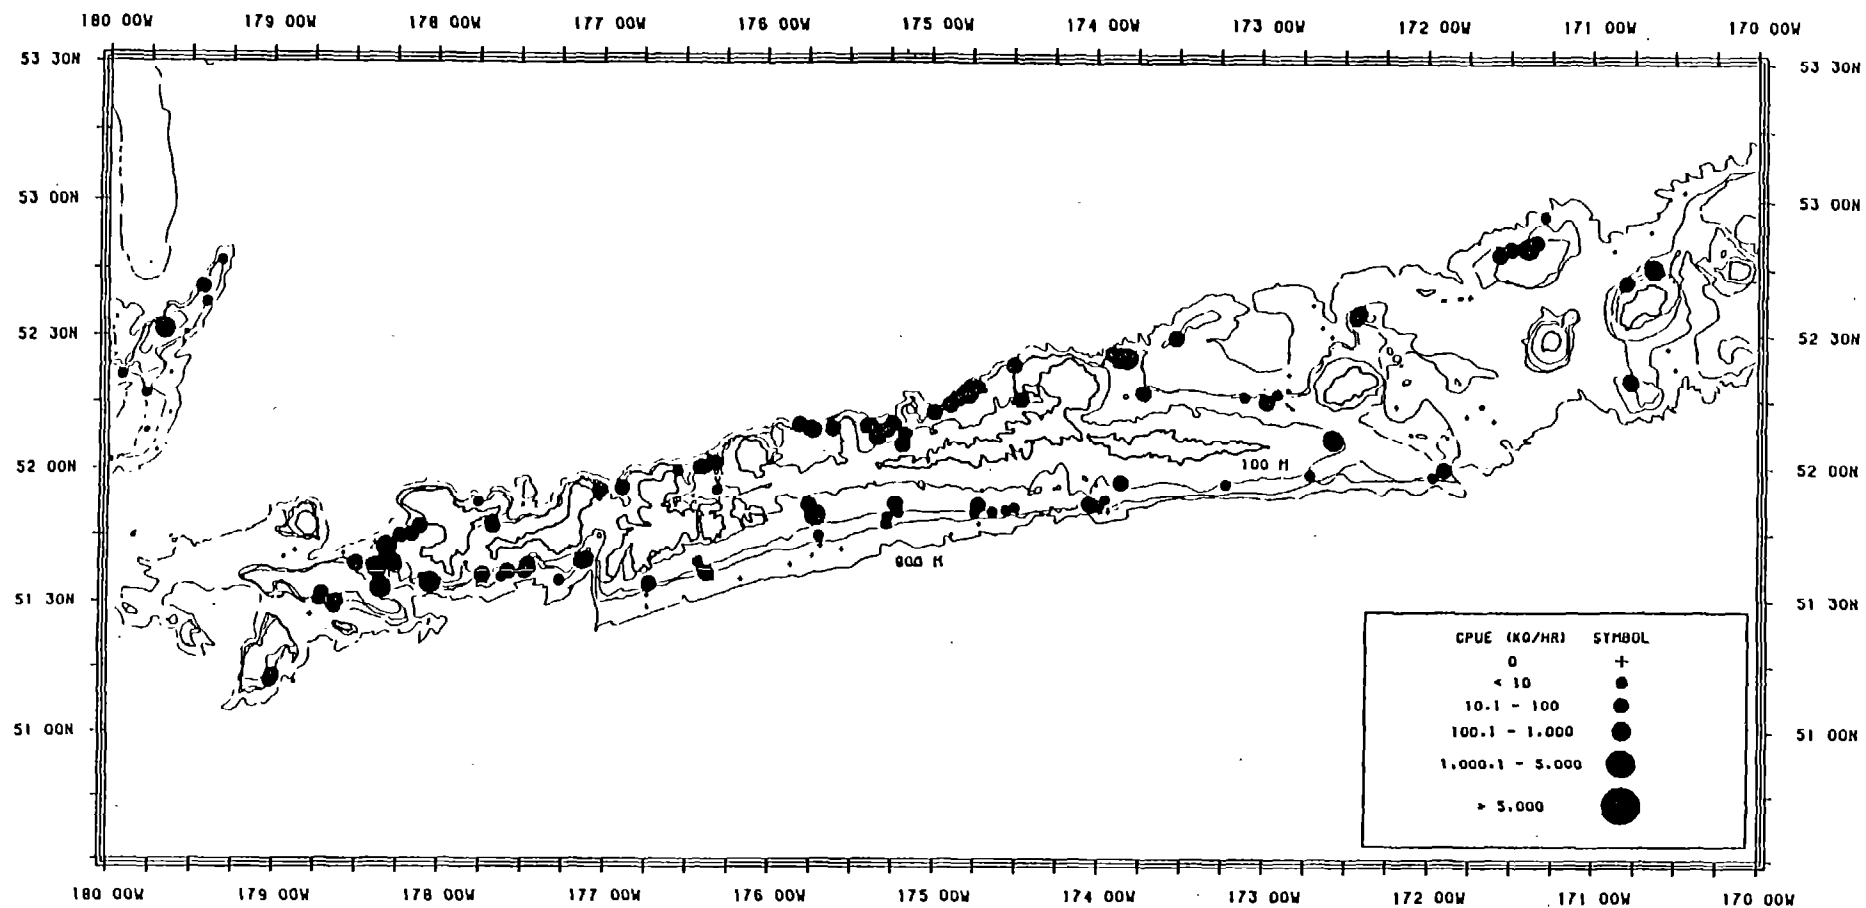 180 00W 179 00W 178 00W 177 00W 176 00W 175 00W 174 00W 173 00W 172 00W 171 00W 170 00W
53 30N 53 30N
53 00N 53 00N
52 30N 52 30N
52 00N 100 M 52 00N
800 M
51 30N 51 30N
CPUE (KG/HR) SYMBOL
0 +
< 10
10.1 - 100
51 00N 100.1 - 1.000 51 00N
1.000.1 - 5.000
> 5.000
180 00W 179 00W 178 00W 177 00W 176 00W 175 00W 174 00W 173 00W 172 00W 171 00W 170 00W